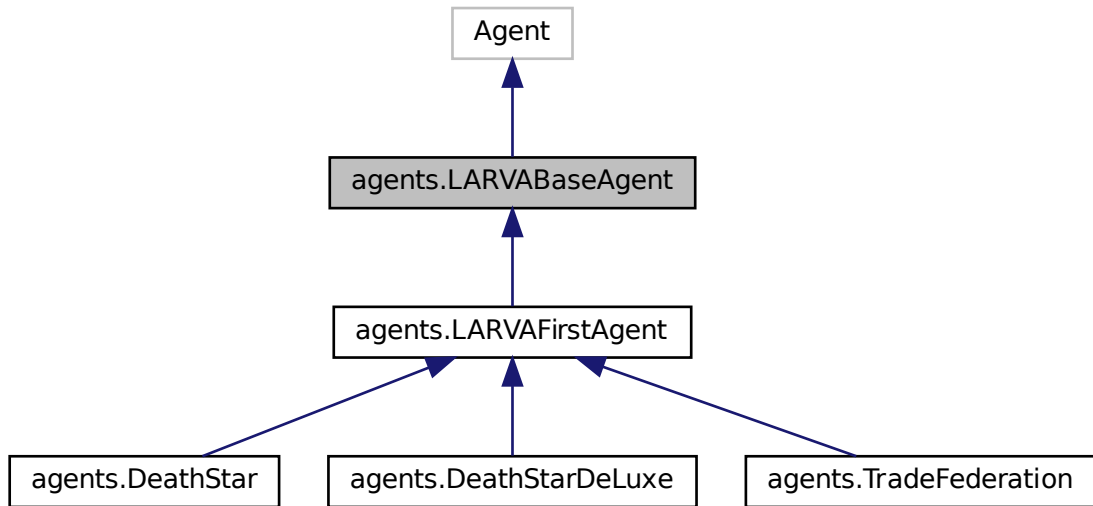 Agent
agents.LARVABaseAgent
agents.LARVAFirstAgent
agents.DeathStar
agents.DeathStarDeLuxe
agents.TradeFederation